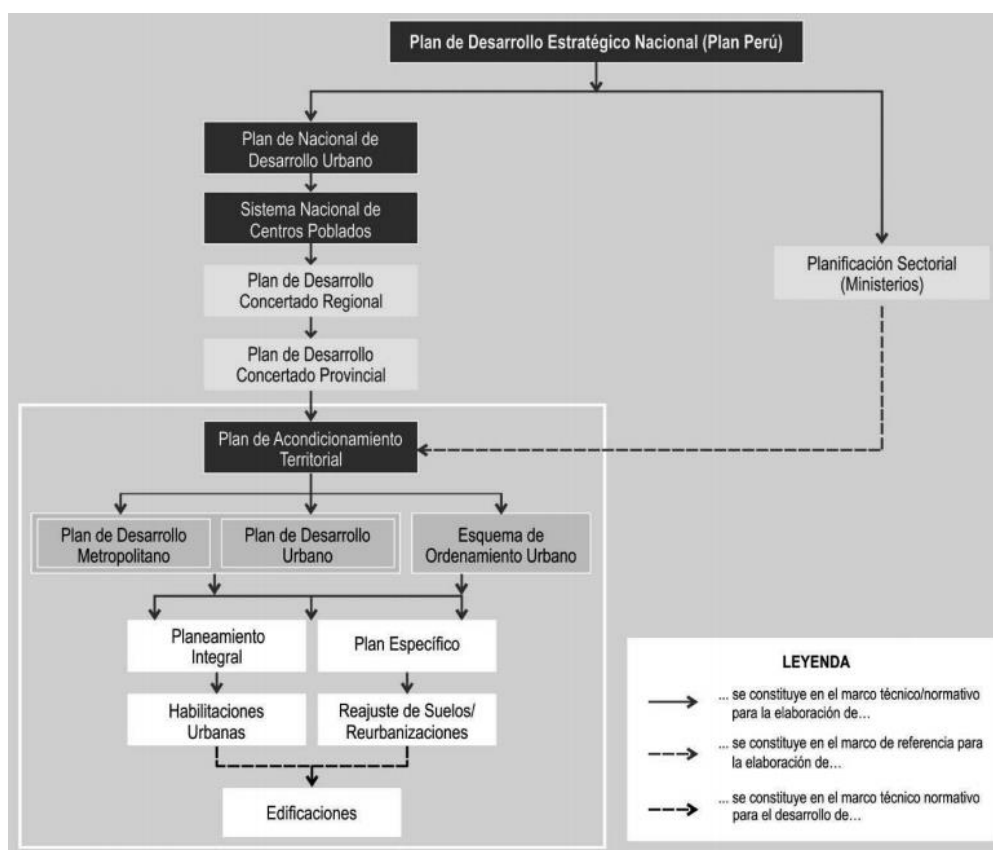 Plan de Desarrollo Estratégico Nacional (Plan Perú)
Plan de Nacional de
Desarrollo Urbano
Sistema Nacional de
Centros Poblados
Plan de Desarrollo
Concertado Regional
Planificación Sectorial
(Ministerios)
Plan de Desarrollo
Concertado Provincial
Plan de Acondicionamiento
Territorial
Plan de Desarrollo
Metropolitano
Plan de Desarrollo
Urbano
Esquema de
Ordenamiento Urbano
Planeamiento
Integral
Plan Específico
Habilitaciones
Urbanas
Reajuste de Suelos/
Reurbanizaciones
Edificaciones
LEYENDA
... se constituye en el marco técnico/normativo
para la elaboración de...
... se constituye en el marco de referencia para
la elaboración de...
... se constituye en el marco técnico normativo
para el desarrollo de...